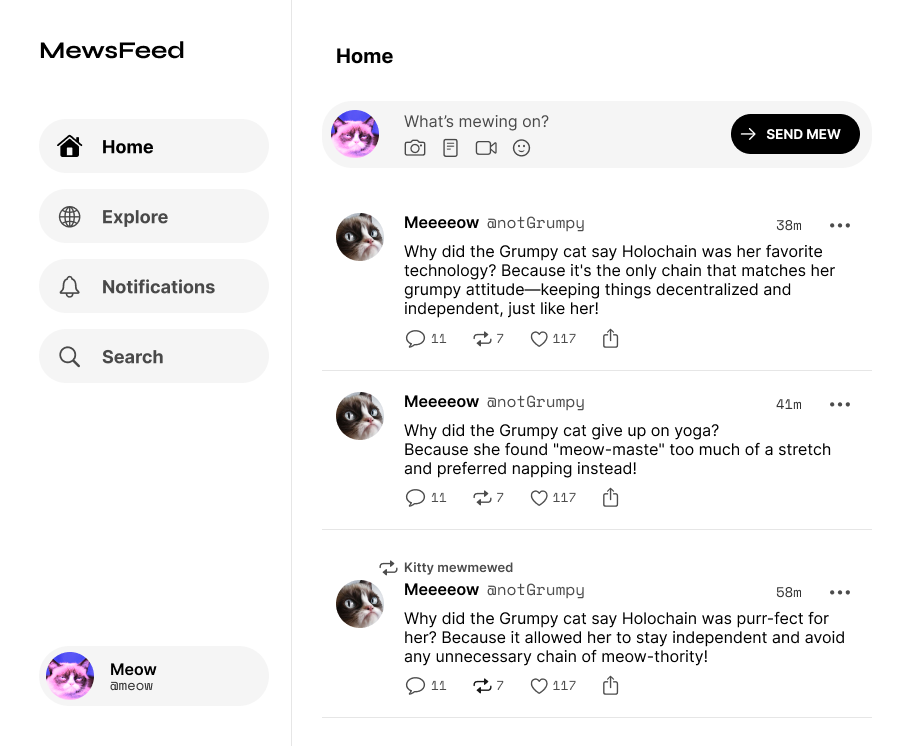 MewsFeed
Home
Explore
Notifications
Search
Meow
@meow
Home
What’s mewing on?
SEND MEW
Meeeeow @notGrumpy 38m
Why did the Grumpy cat say Holochain was her favorite
technology? Because it's the only chain that matches her
grumpy attitude—keeping things decentralized and
independent, just like her!
11 7 117
Meeeeow @notGrumpy 41m
Why did the Grumpy cat give up on yoga?
Because she found "meow-maste" too much of a stretch
and preferred napping instead!
11 7 117
Kitty mewmewed
Meeeeow @notGrumpy 58m
Why did the Grumpy cat say Holochain was purr-fect for
her? Because it allowed her to stay independent and avoid
any unnecessary chain of meow-thority!
11 7 117